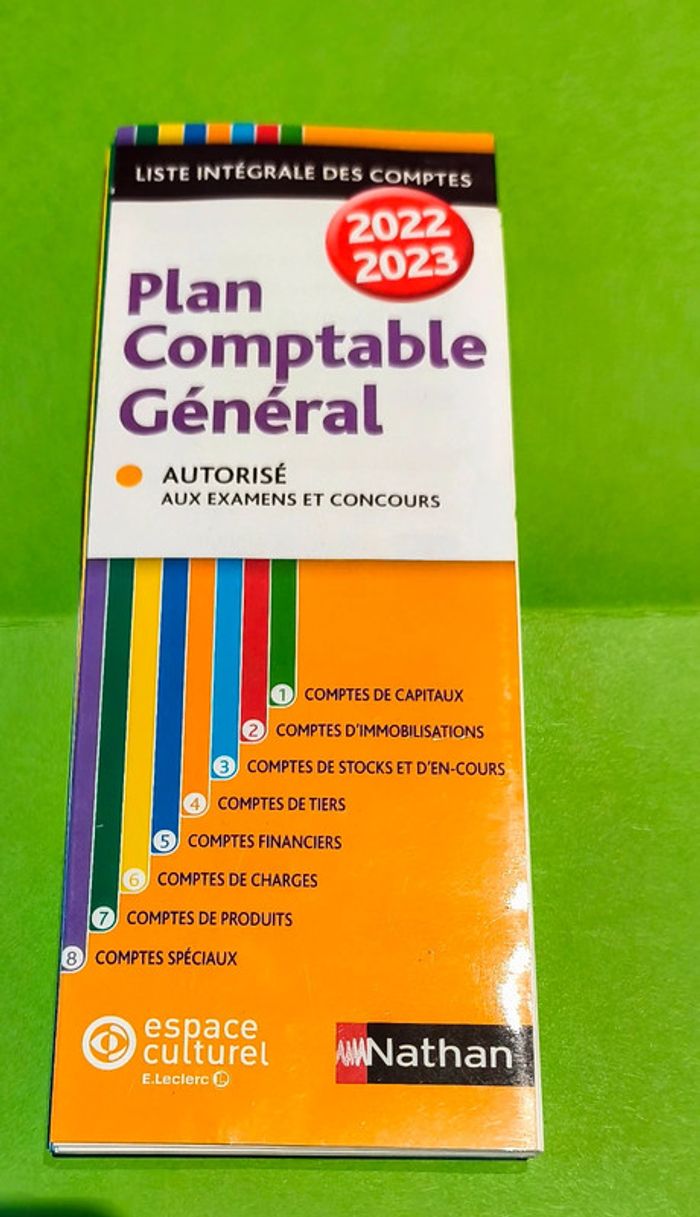 LISTE INTÉGRALE DES COMPTES
2022
2023
Plan
Comptable
Général
AUTORISÉ
AUX EXAMENS ET CONCOURS
1 COMPTES DE CAPITAUX
2 COMPTES D'IMMOBILISATIONS
3 COMPTES DE STOCKS ET D'EN-COURS
4 COMPTES DE TIERS
5 COMPTES FINANCIERS
6 COMPTES DE CHARGES
7 COMPTES DE PRODUITS
8 COMPTES SPÉCIAUX
espace
culturel
E.Leclerc L
Nathan